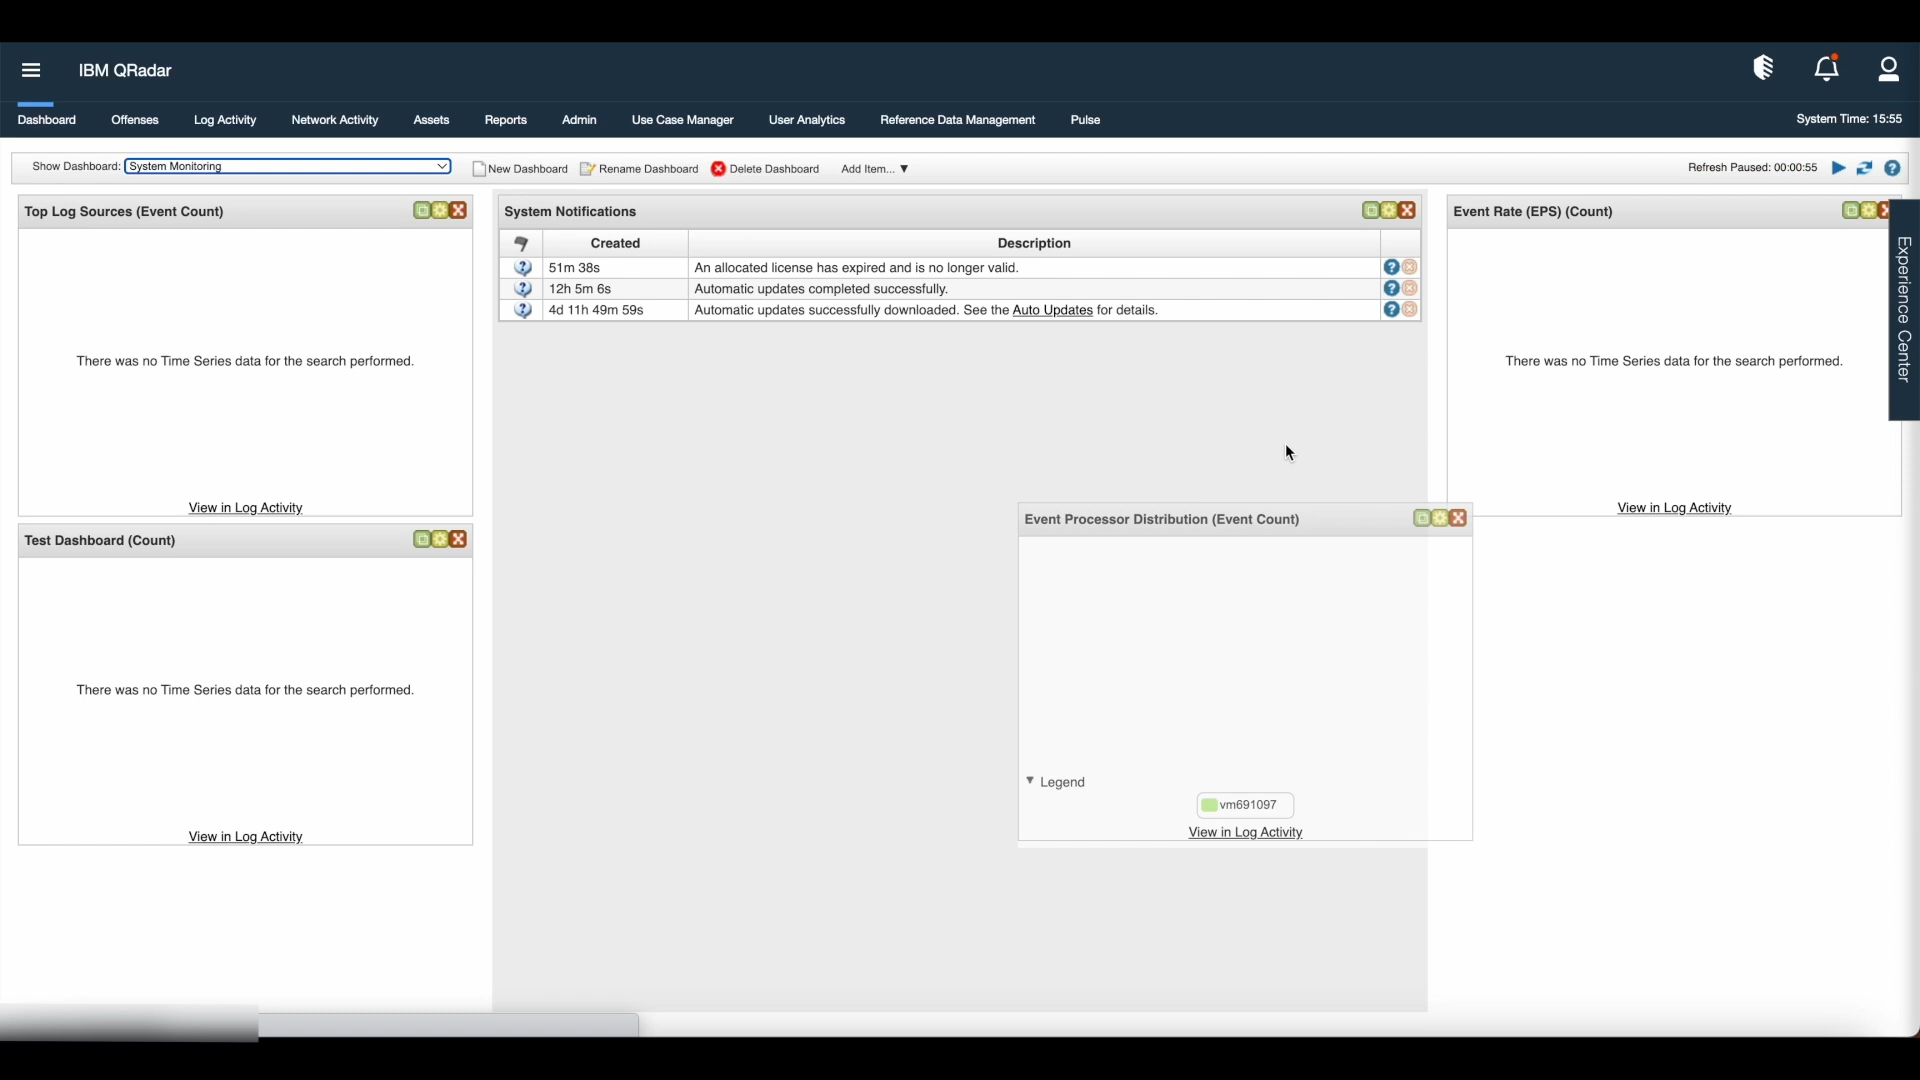 IBM QRadar
Dashboard Offenses Log Activity Network Activity Assets Reports Admin Use Case Manager User Analytics Reference Data Management Pulse System Time: 15:55
Show Dashboard: System Monitoring New Dashboard Rename Dashboard Delete Dashboard Add Item... ▼ Refresh Paused: 00:00:55
Top Log Sources (Event Count)
There was no Time Series data for the search performed.
View in Log Activity
Test Dashboard (Count)
There was no Time Series data for the search performed.
View in Log Activity
System Notifications
Created Description
51m 38s An allocated license has expired and is no longer valid.
12h 5m 6s Automatic updates completed successfully.
4d 11h 49m 59s Automatic updates successfully downloaded. See the Auto Updates for details.
Event Processor Distribution (Event Count)
▼ Legend
vm691097
View in Log Activity
Event Rate (EPS) (Count)
There was no Time Series data for the search performed.
View in Log Activity
Experience Center